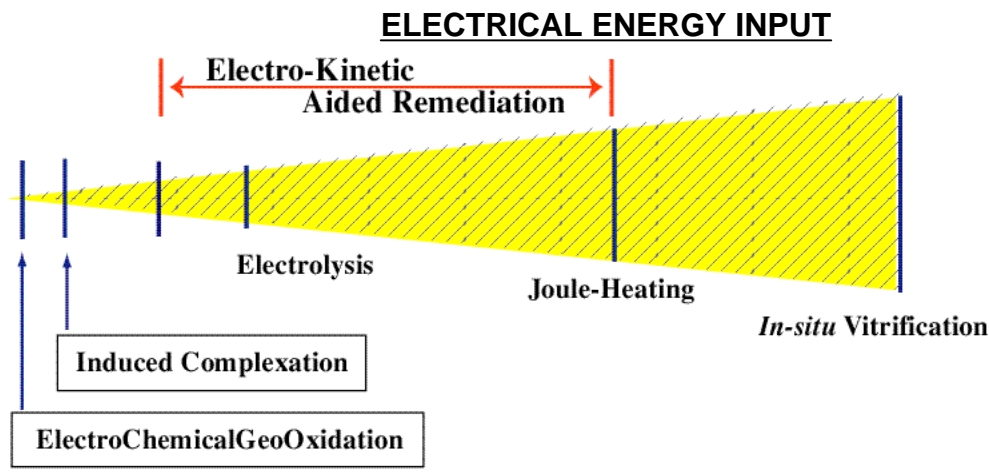 ELECTRICAL ENERGY INPUT
Electro-Kinetic
Aided Remediation
Electrolysis
Joule-Heating
In-situ Vitrification
Induced Complexation
ElectroChemicalGeoOxidation